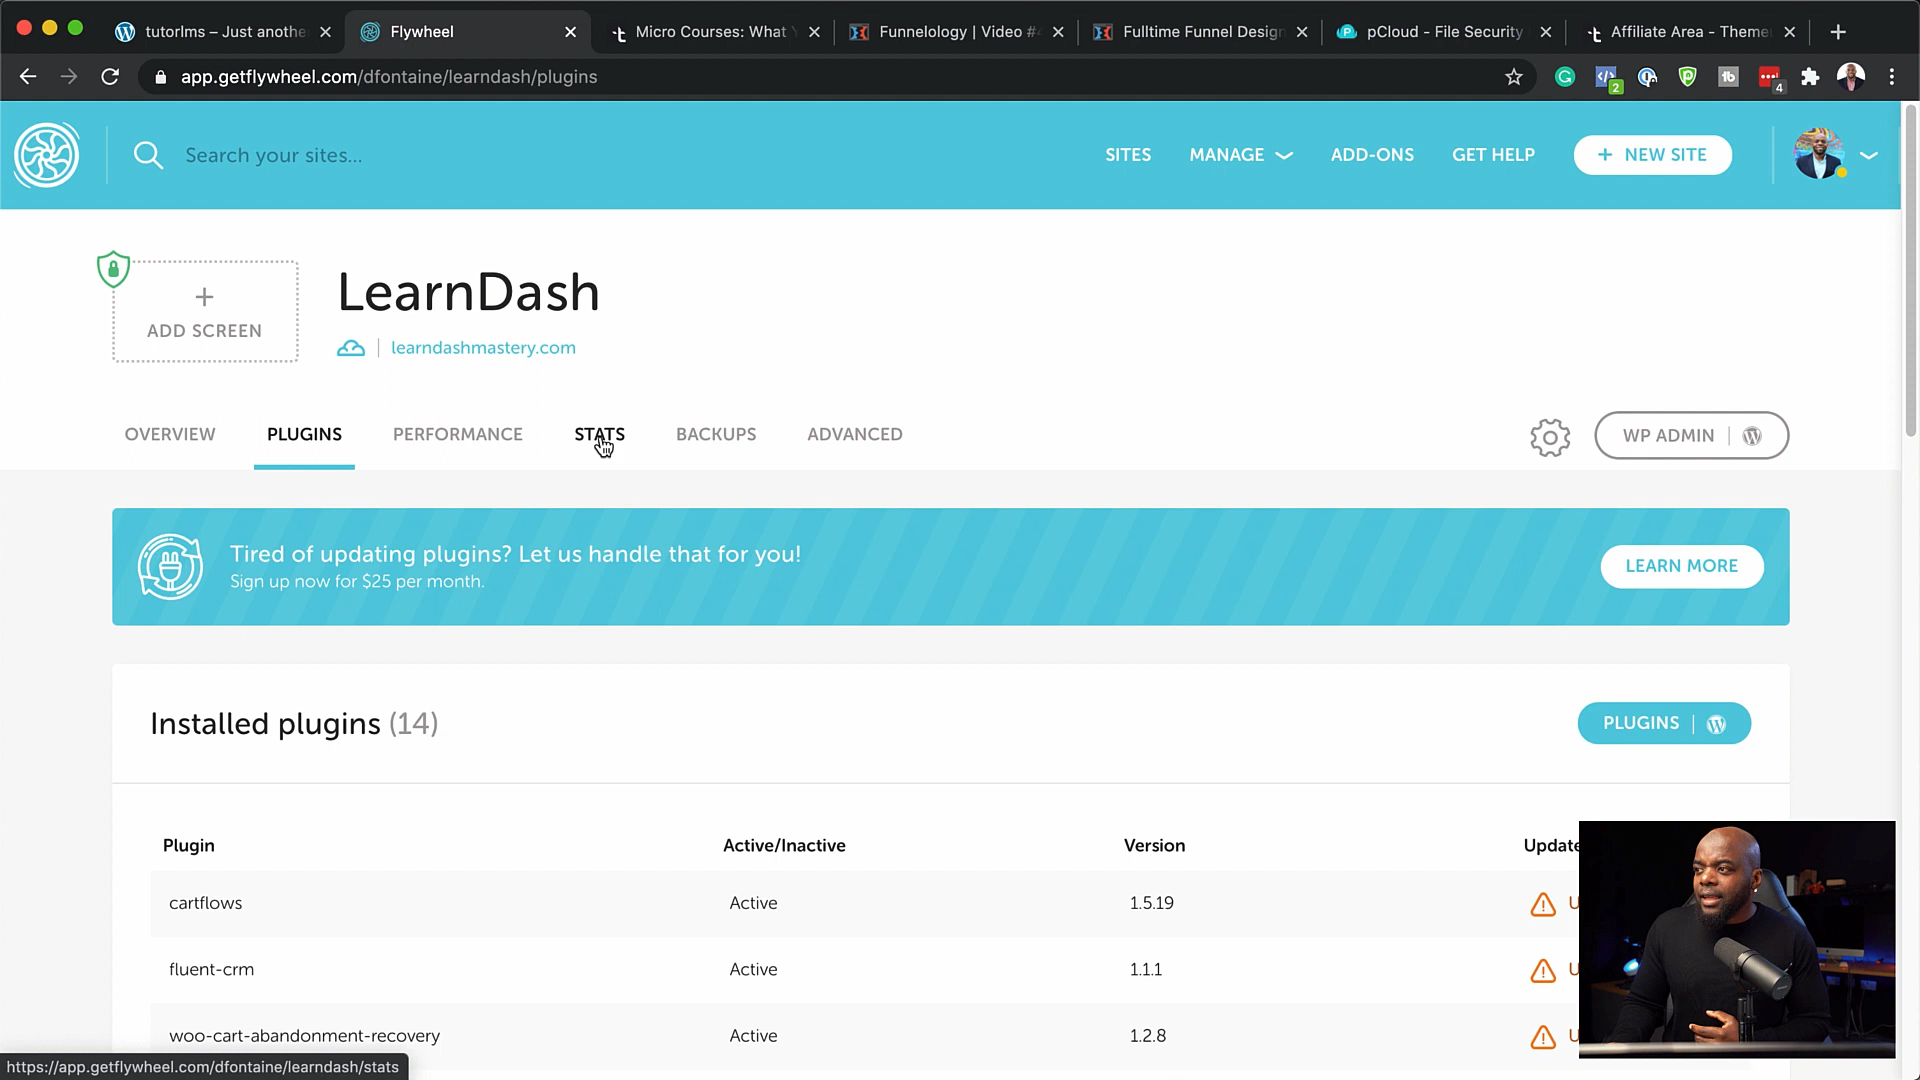 tutorlms – Just anothe
Flywheel
Micro Courses: What
Funnelology | Video #
Fulltime Funnel Design
pCloud - File Security
Affiliate Area - Theme
app.getflywheel.com/dfontaine/learndash/plugins
2
4
Search your sites...
SITES
MANAGE
ADD-ONS
GET HELP
+ NEW SITE
+
ADD SCREEN
LearnDash
learndashmastery.com
OVERVIEW
PLUGINS
PERFORMANCE
STATS
BACKUPS
ADVANCED
WP ADMIN
Tired of updating plugins? Let us handle that for you!
Sign up now for $25 per month.
LEARN MORE
Installed plugins (14)
PLUGINS
Plugin Active/Inactive Version Update
cartflows Active 1.5.19 U
fluent-crm Active 1.1.1 U
woo-cart-abandonment-recovery Active 1.2.8 U
https://app.getflywheel.com/dfontaine/learndash/stats